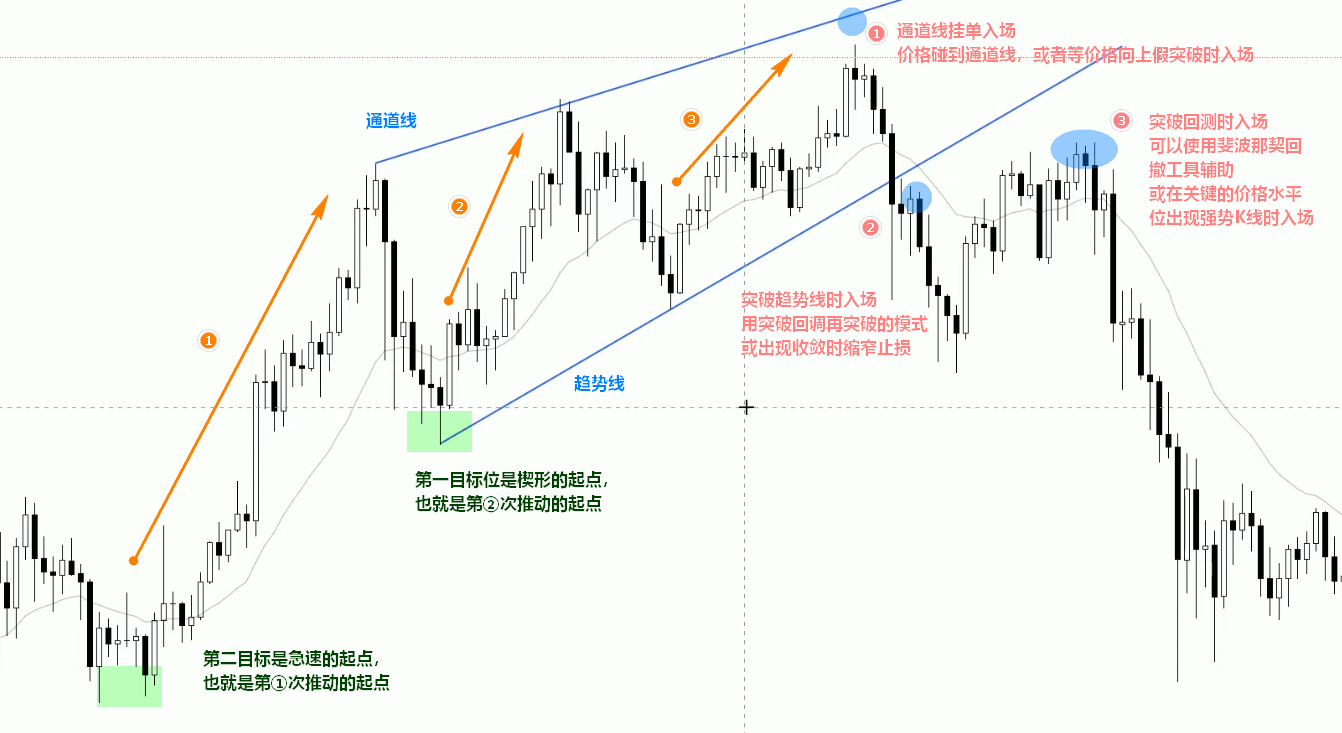 ① 通道线挂单入场
价格碰到通道线，或者等价格向上假突破时入场
通道线
③
③ 突破回测时入场
可以使用斐波那契回
撤工具辅助
或在关键的价格水平
位出现强势K线时入场
②
②
突破趋势线时入场
用突破回调再突破的模式
或出现收敛时缩窄止损
①
趋势线
第一目标位是楔形的起点，
也就是第②次推动的起点
第二目标是急速的起点，
也就是第①次推动的起点